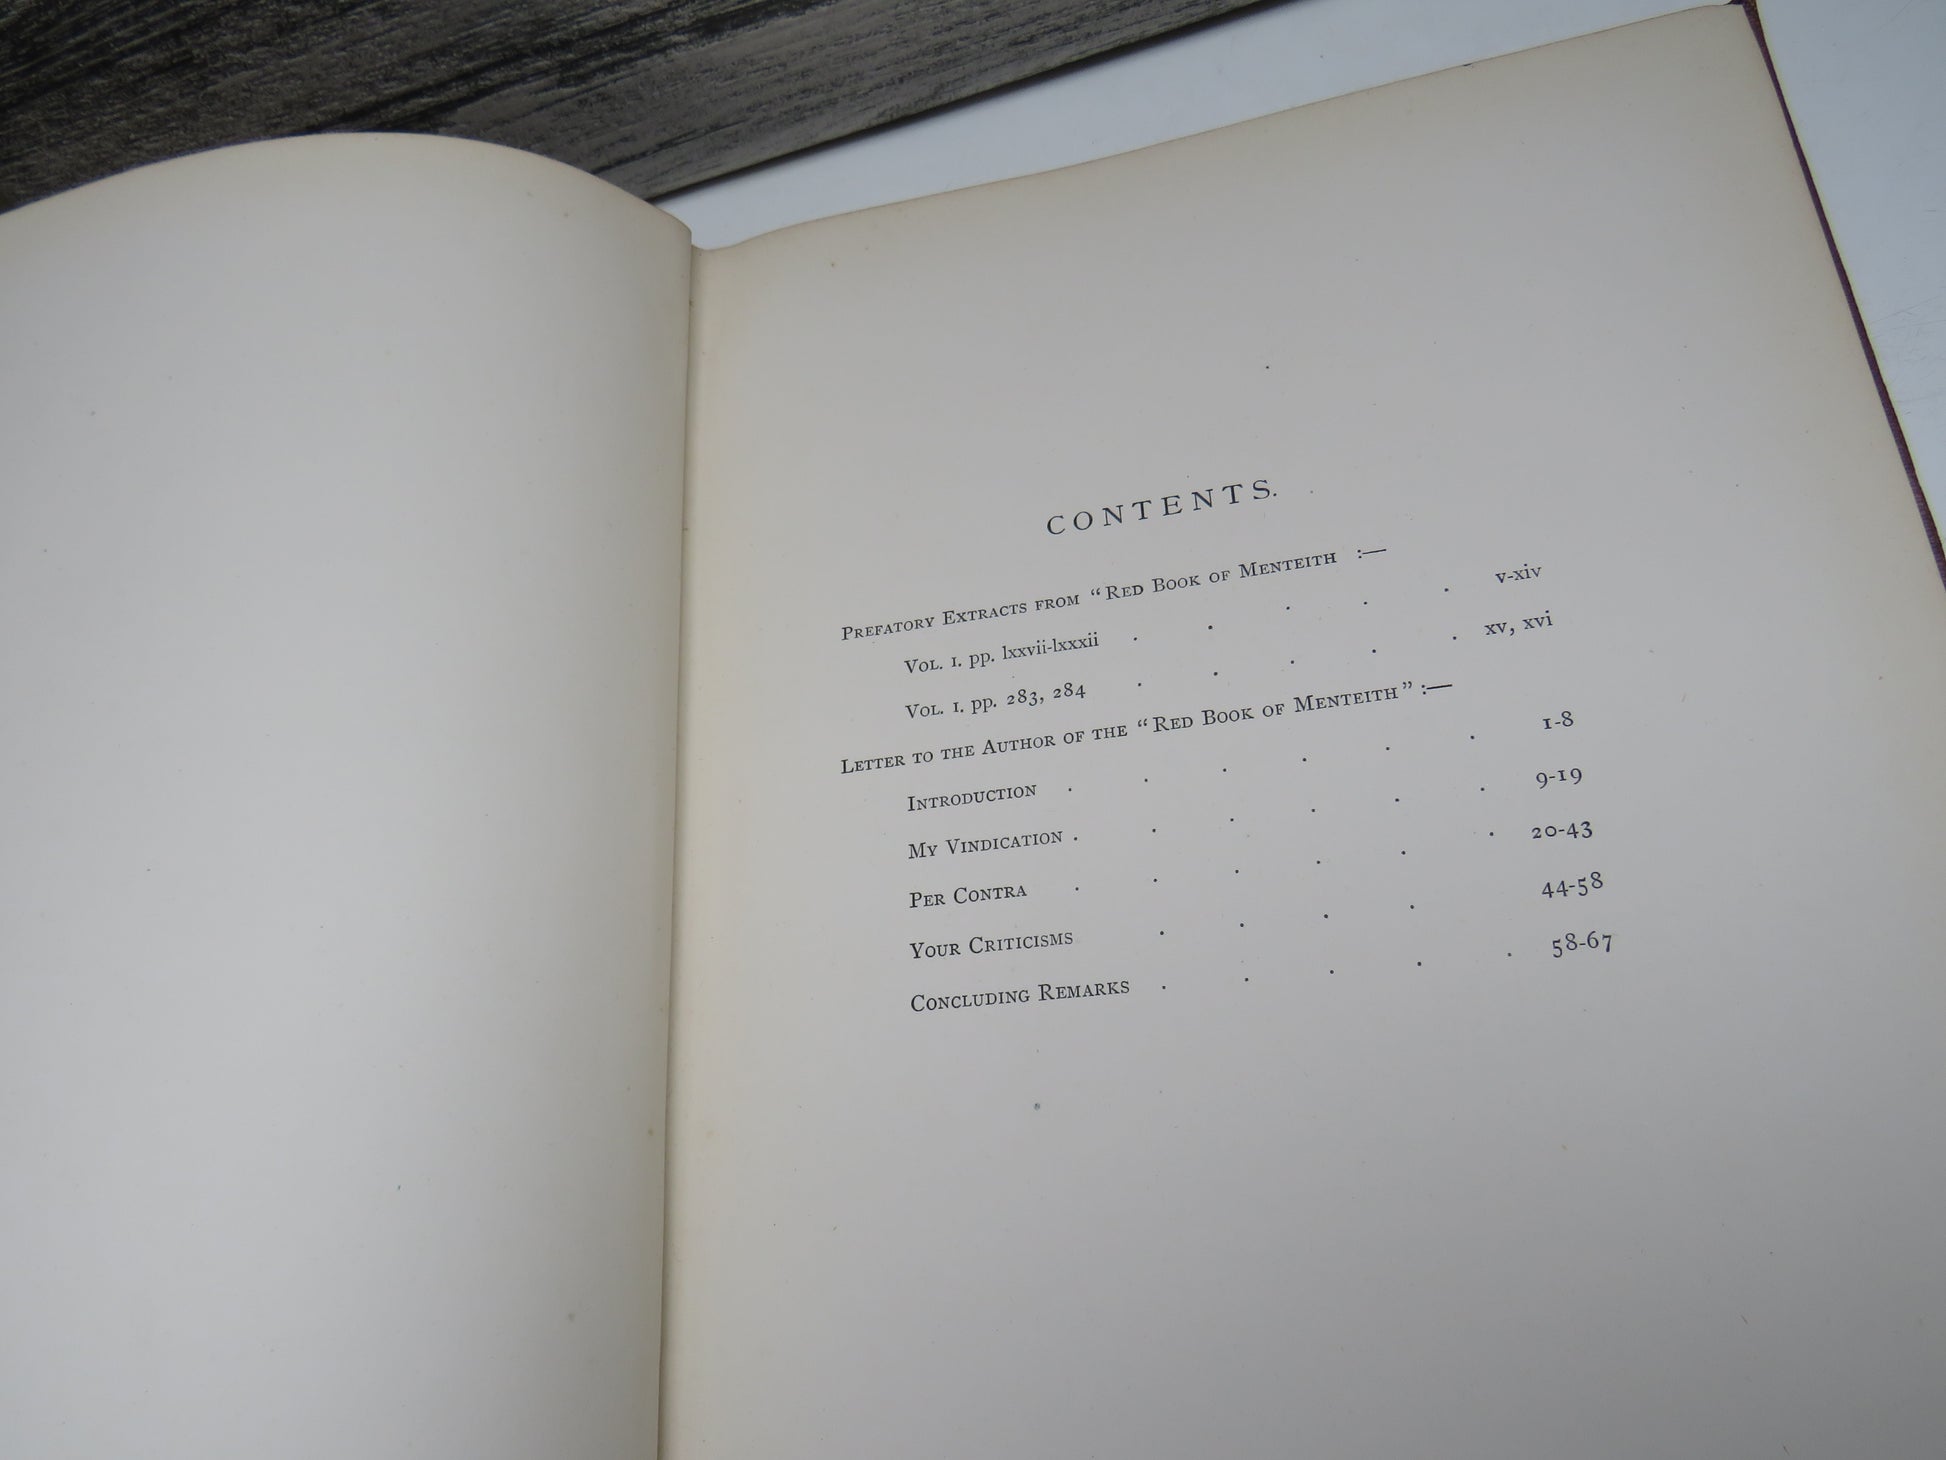 CONTENTS.
PREFATORY EXTRACTS FROM “RED BOOK OF MENTEITH :—
VOL. I. pp. lxxvii-lxxxii . . . . . v-xiv
VOL. I. pp. 283, 284 . . . . . xv, xvi
LETTER TO THE AUTHOR OF THE “RED BOOK OF MENTEITH” :—
INTRODUCTION . . . . . . 1-8
MY VINDICATION . . . . . . 9-19
PER CONTRA . . . . . . 20-43
YOUR CRITICISMS . . . . 44-58
CONCLUDING REMARKS . . . . . 58-67